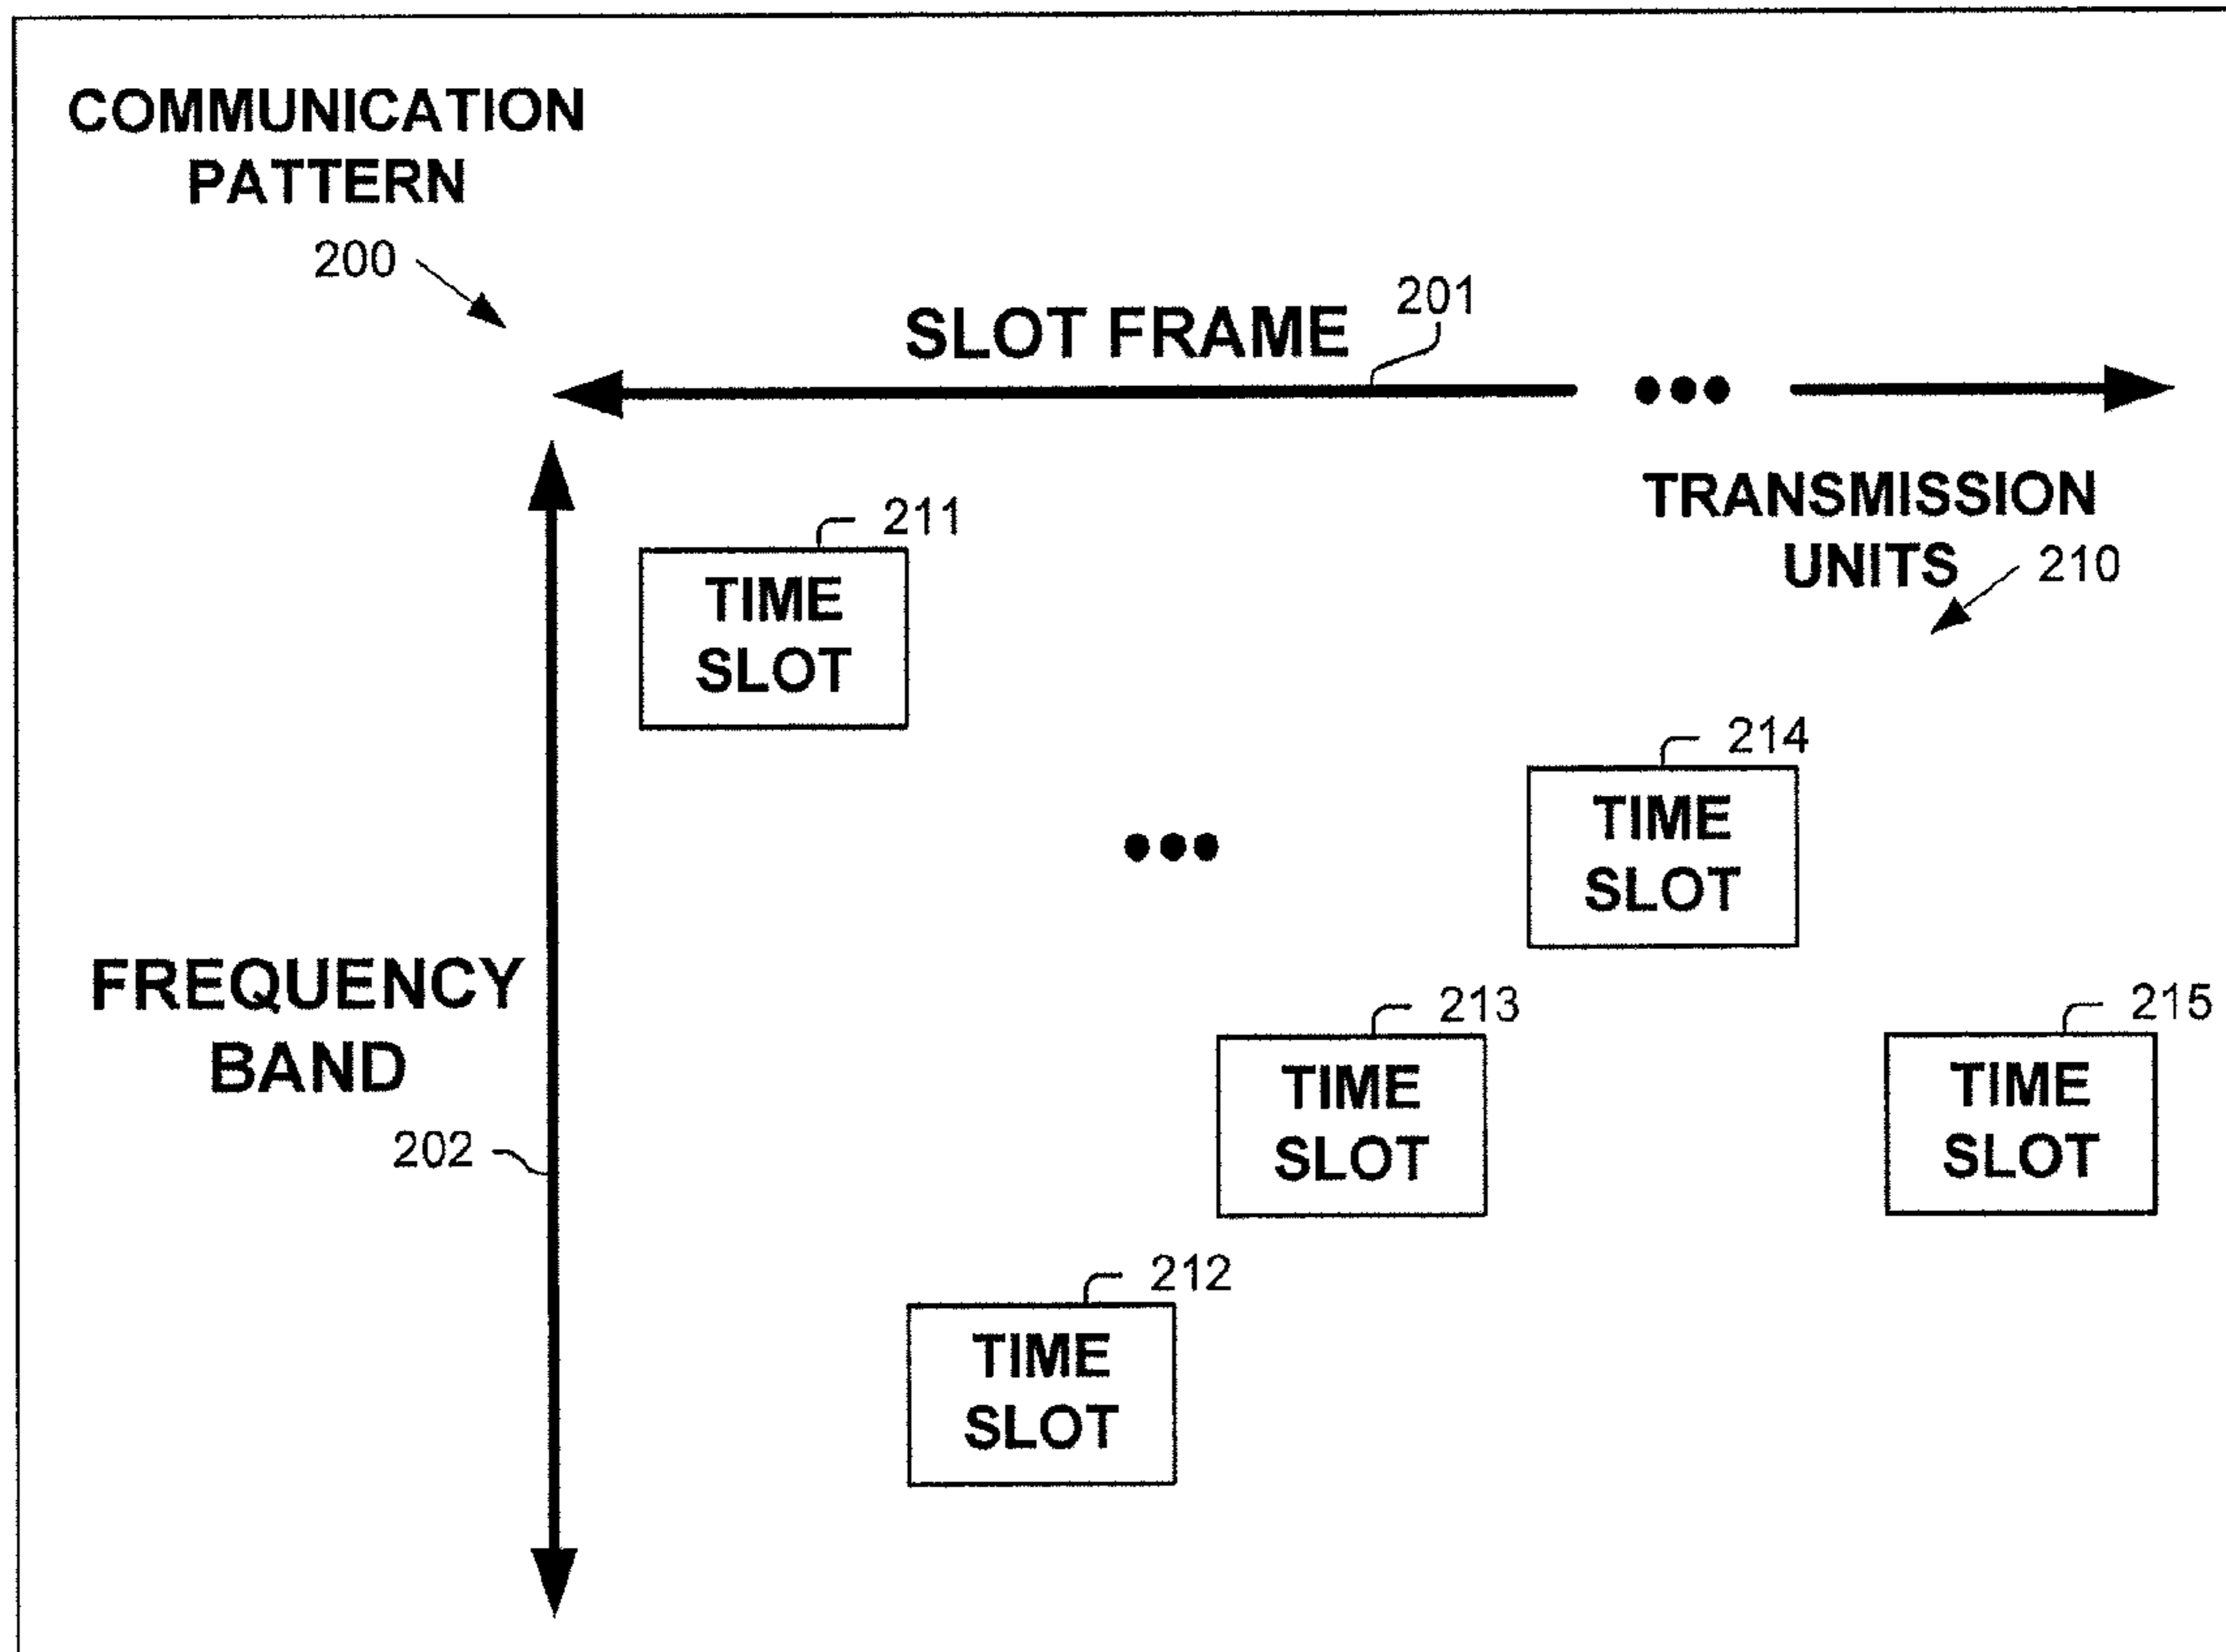 COMMUNICATION
PATTERN
200
SLOT FRAME
201
TRANSMISSION
UNITS
210
211
TIME
SLOT
214
TIME
SLOT
FREQUENCY
BAND
202
213
TIME
SLOT
215
TIME
SLOT
212
TIME
SLOT